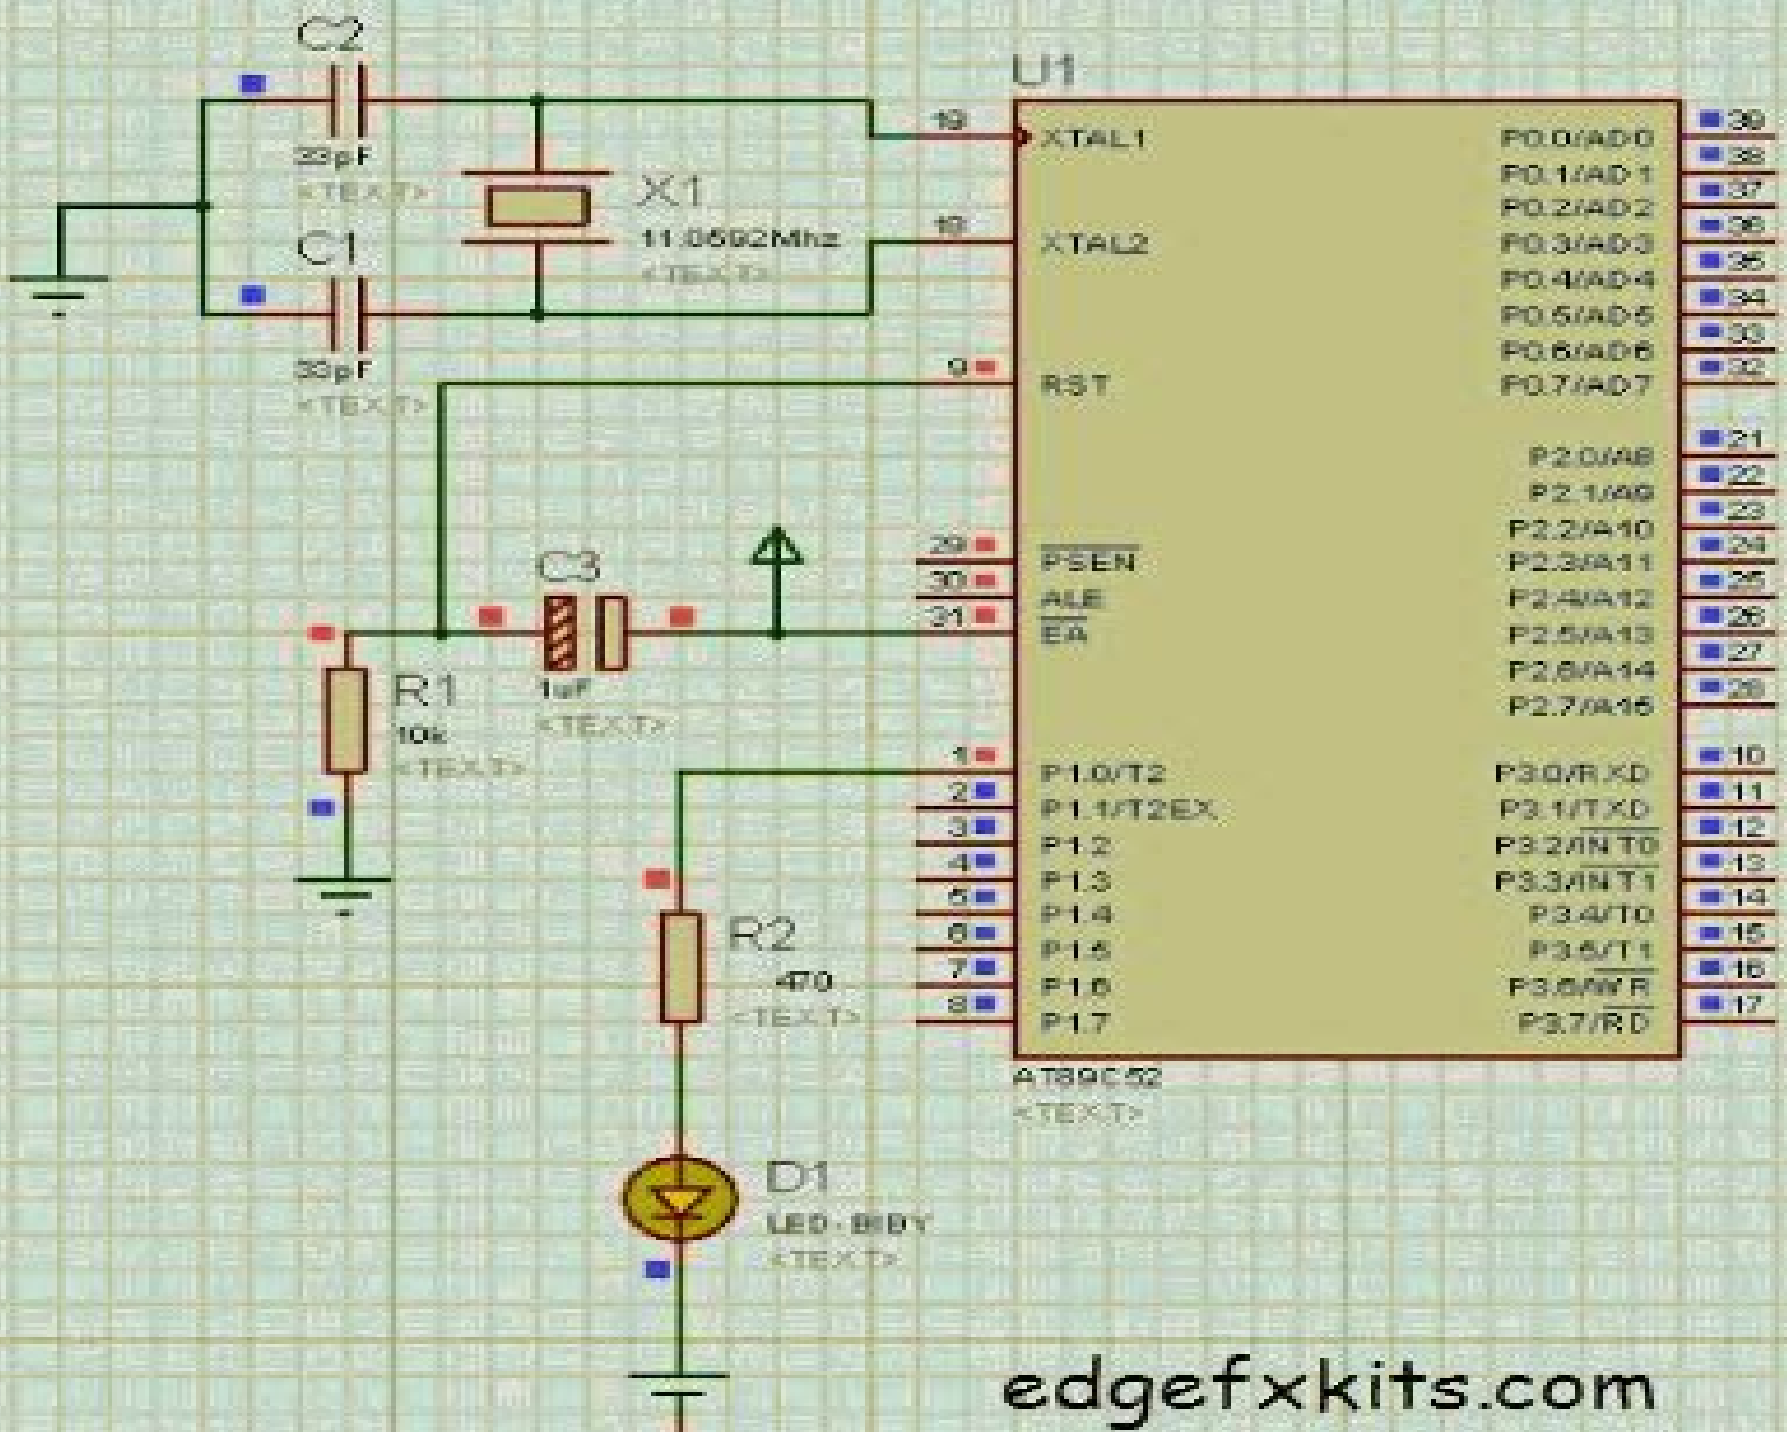 C2
33pF
<TEXT>
C1
33pF
<TEXT>
X1
11.0592Mhz
<TEXT>
C3
1uF
<TEXT>
R1
10k
<TEXT>
R2
470
<TEXT>
D1
LED-BIBY
<TEXT>
U1
19 XTAL1
18 XTAL2
9 RST
29 PSEN
30 ALE
31 EA
1 P1.0/T2
2 P1.1/T2EX
3 P1.2
4 P1.3
5 P1.4
6 P1.5
7 P1.6
8 P1.7
P0.0/AD0 39
P0.1/AD1 38
P0.2/AD2 37
P0.3/AD3 36
P0.4/AD4 35
P0.5/AD5 34
P0.6/AD6 33
P0.7/AD7 32
P2.0/A8 21
P2.1/A9 22
P2.2/A10 23
P2.3/A11 24
P2.4/A12 25
P2.5/A13 26
P2.6/A14 27
P2.7/A15 28
P3.0/RXD 10
P3.1/TXD 11
P3.2/INT0 12
P3.3/INT1 13
P3.4/T0 14
P3.5/T1 15
P3.6/WR 16
P3.7/RD 17
AT89C52
<TEXT>
edgefxkits.com